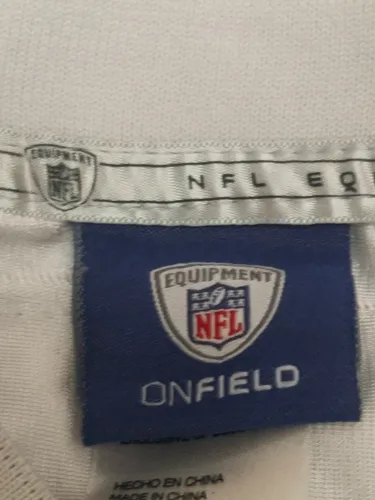 EQUIPMENT
NFL
NFL EQ
EQUIPMENT
NFL
ONFIELD
HECHO EN CHINA
MADE IN CHINA